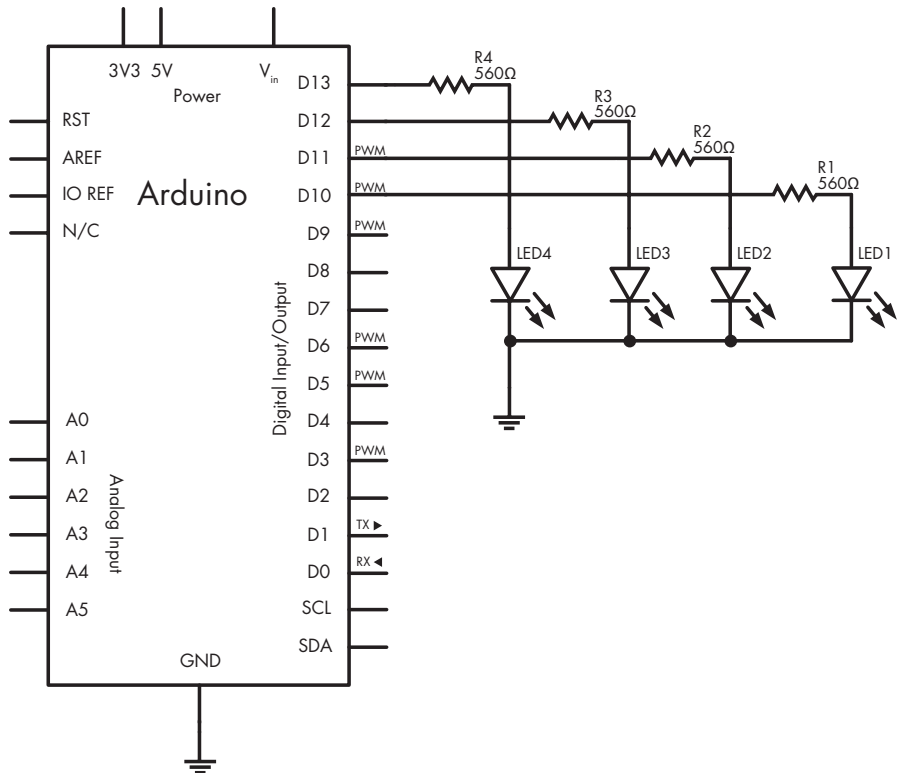 3V3 5V Vin
Power
Arduino
RST
AREF
IO REF
N/C
A0
A1
A2
A3
A4
A5
Analog Input
GND
Digital Input/Output
D13
D12
D11 PWM
D10 PWM
D9 PWM
D8
D7
D6 PWM
D5 PWM
D4
D3 PWM
D2
D1 TX ▶
D0 RX ◀
SCL
SDA
R4
560Ω
R3
560Ω
R2
560Ω
R1
560Ω
LED4
LED3
LED2
LED1